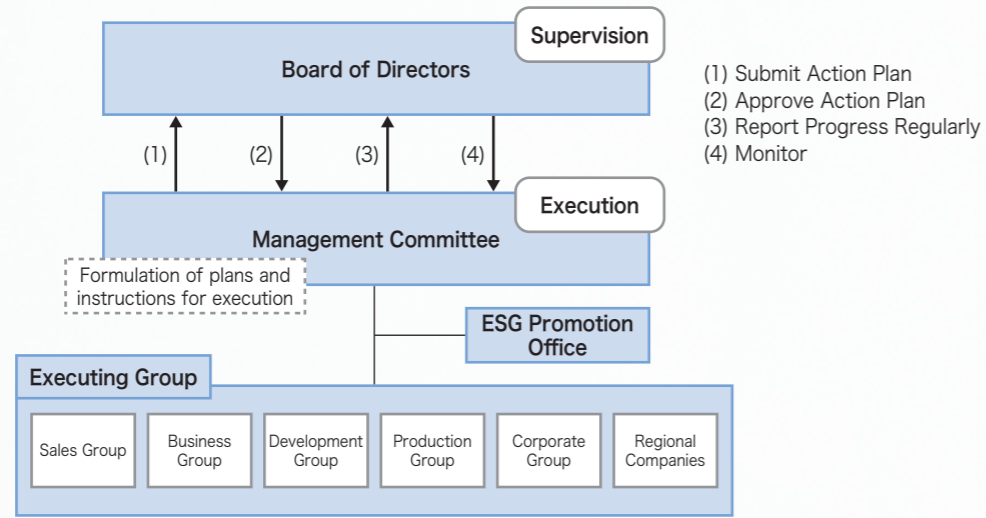 Supervision
Board of Directors
(1) Submit Action Plan
(2) Approve Action Plan
(3) Report Progress Regularly
(4) Monitor
(1)
(2)
(3)
(4)
Execution
Management Committee
Formulation of plans and
instructions for execution
ESG Promotion
Office
Executing Group
Sales Group
Business
Group
Development
Group
Production
Group
Corporate
Group
Regional
Companies